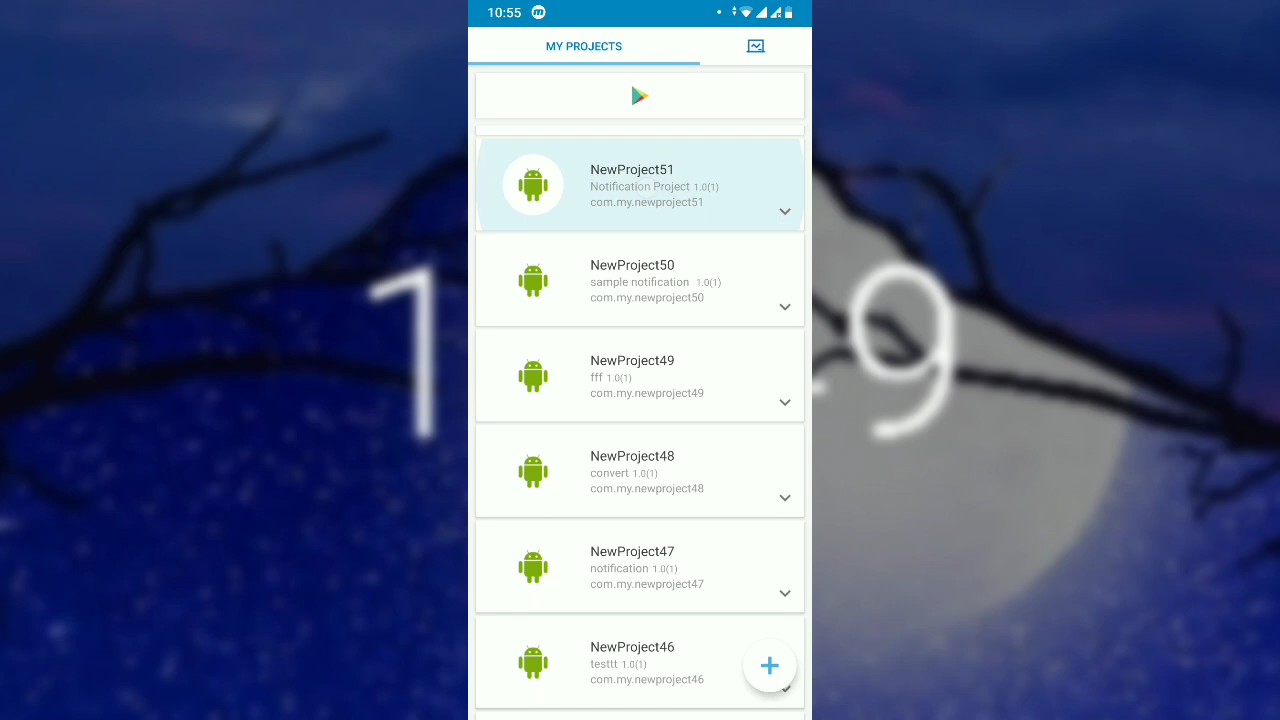 10:55
MY PROJECTS
NewProject51
Notification Project 1.0(1)
com.my.newproject51
NewProject50
sample notification 1.0(1)
com.my.newproject50
NewProject49
fff 1.0(1)
com.my.newproject49
NewProject48
convert 1.0(1)
com.my.newproject48
NewProject47
notification 1.0(1)
com.my.newproject47
NewProject46
testtt 1.0(1)
com.my.newproject46
1
9